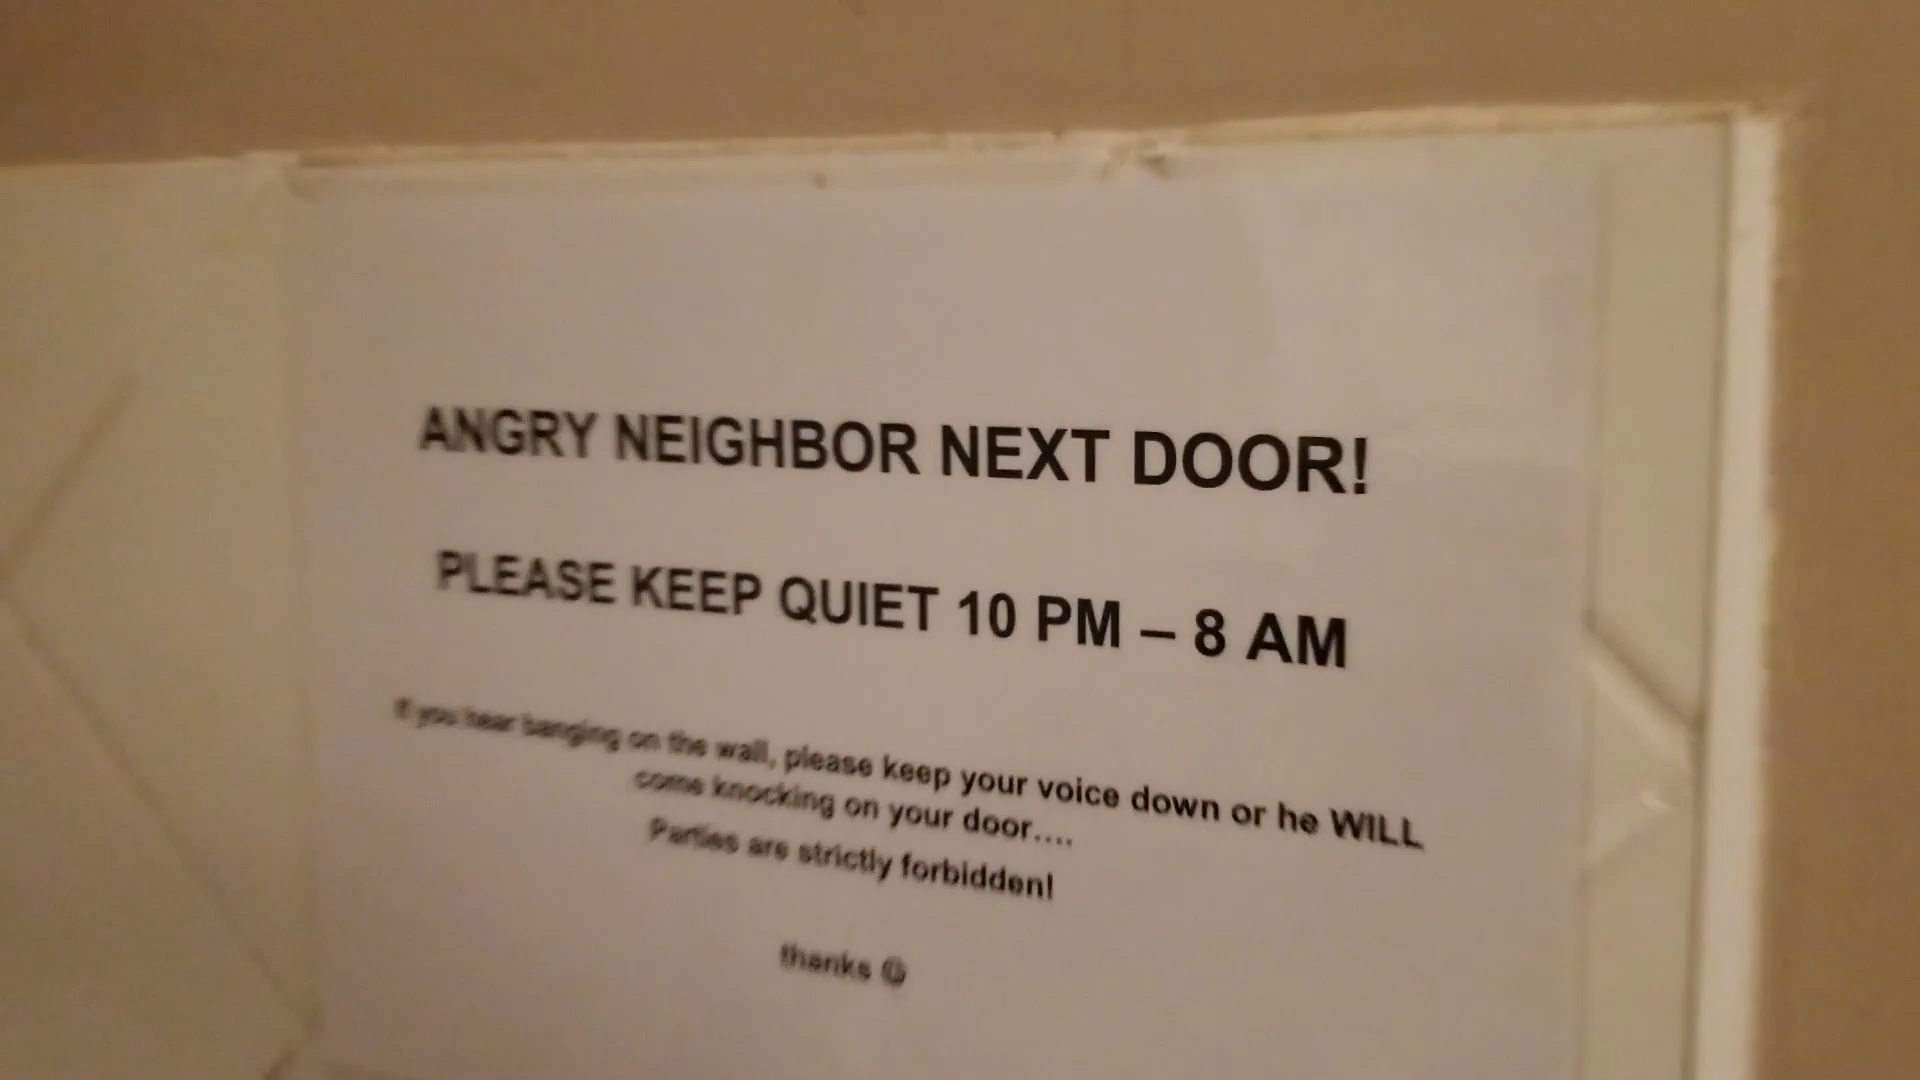 ANGRY NEIGHBOR NEXT DOOR!
PLEASE KEEP QUIET 10 PM – 8 AM
If you hear banging on the wall, please keep your voice down or he WILL
come knocking on your door....
Parties are strictly forbidden!
thanks ☺